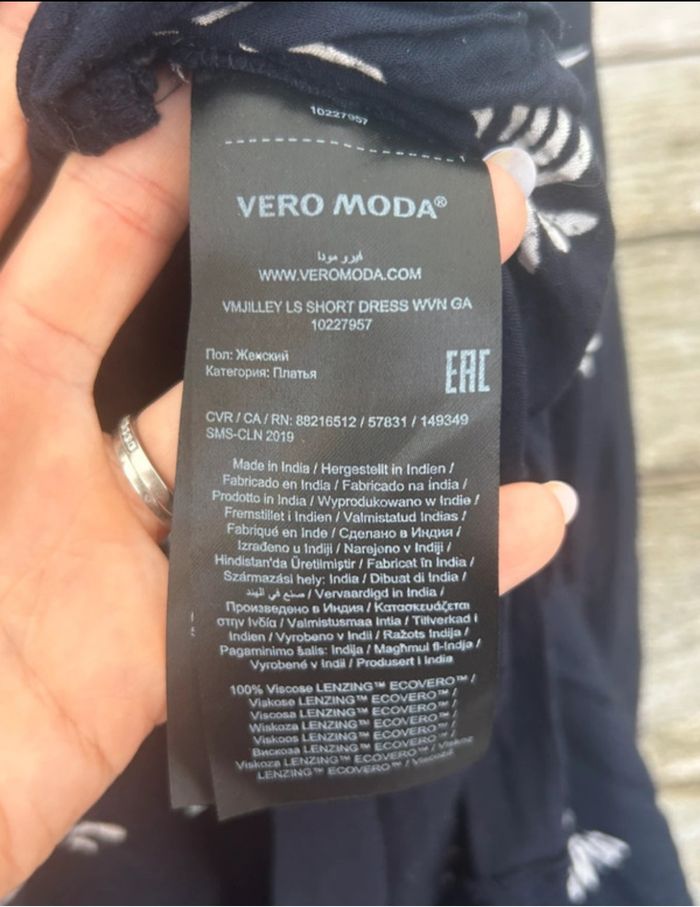 10227957
VERO MODA®
فيرو مودا
WWW.VEROMODA.COM
VMJILLEY LS SHORT DRESS WVN GA
10227957
Пол: Женский
Категория: Платья
EAC
CVR / CA / RN: 88216512 / 57831 / 149349
SMS-CLN 2019
Made in India / Hergestellt in Indien /
Fabricado en India / Fabricado na índia /
Prodotto in India / Wyprodukowano w Indie /
Fremstillet i Indien / Valmistatud Indias /
Fabriqué en Inde / Сделано в Индия /
Izrađeno u Indiji / Narejeno v Indiji /
Hindistan'da Üretilmiştir / Fabricat în India /
Származási hely: India / Dibuat di India /
صنع في الهند / Vervaardigd in India /
Произведено в Индия / Κατασκευάζεται
στην Ινδία / Valmistusmaa Intia / Tillverkad i
Indien / Vyrobeno v Indii / Ražots Indija /
Pagaminimo šalis: Indija / Magħmul fl-Indja /
Vyrobené v Indii / Produsert i India
100% Viscose LENZING™ ECOVERO™ /
Viskose LENZING™ ECOVERO™ /
Viscosa LENZING™ ECOVERO™ /
Wiskoza LENZING™ ECOVERO™ /
Viskoos LENZING™ ECOVERO™ /
Вискоза LENZING™ ECOVERO™ /
Viskoza LENZING™ ECOVERO™ / Viskoz
LENZING™ ECOVERO™ /